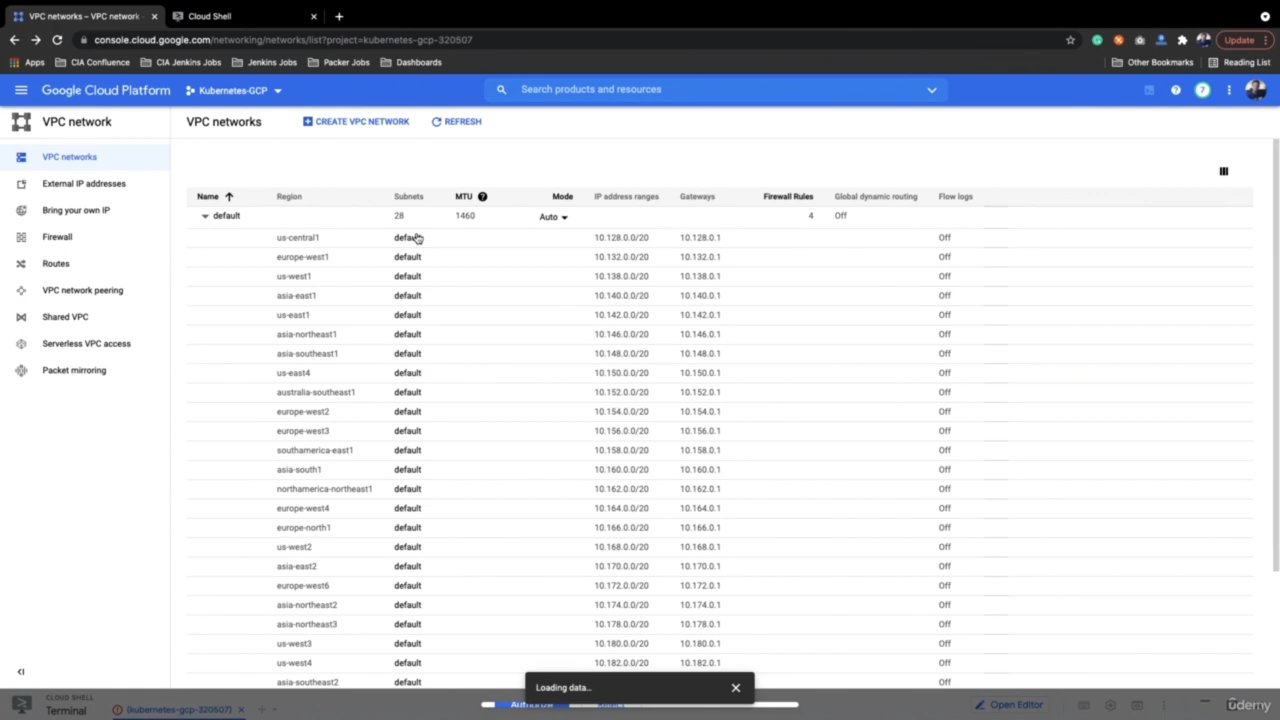 VPC networks – VPC network
Cloud Shell
console.cloud.google.com/networking/networks/list?project=kubernetes-gcp-320507
Update
Apps CIA Confluence CIA Jenkins Jobs Jenkins Jobs Packer Jobs Dashboards Other Bookmarks Reading List
Google Cloud Platform Kubernetes-GCP Search products and resources 7
VPC network
VPC networks
External IP addresses
Bring your own IP
Firewall
Routes
VPC network peering
Shared VPC
Serverless VPC access
Packet mirroring
VPC networks CREATE VPC NETWORK REFRESH
Name Region Subnets MTU Mode IP address ranges Gateways Firewall Rules Global dynamic routing Flow logs
default 28 1460 Auto 4 Off
us-central1 default 10.128.0.0/20 10.128.0.1 Off
europe-west1 default 10.132.0.0/20 10.132.0.1 Off
us-west1 default 10.138.0.0/20 10.138.0.1 Off
asia-east1 default 10.140.0.0/20 10.140.0.1 Off
us-east1 default 10.142.0.0/20 10.142.0.1 Off
asia-northeast1 default 10.146.0.0/20 10.146.0.1 Off
asia-southeast1 default 10.148.0.0/20 10.148.0.1 Off
us-east4 default 10.150.0.0/20 10.150.0.1 Off
australia-southeast1 default 10.152.0.0/20 10.152.0.1 Off
europe-west2 default 10.154.0.0/20 10.154.0.1 Off
europe-west3 default 10.156.0.0/20 10.156.0.1 Off
southamerica-east1 default 10.158.0.0/20 10.158.0.1 Off
asia-south1 default 10.160.0.0/20 10.160.0.1 Off
northamerica-northeast1 default 10.162.0.0/20 10.162.0.1 Off
europe-west4 default 10.164.0.0/20 10.164.0.1 Off
europe-north1 default 10.166.0.0/20 10.166.0.1 Off
us-west2 default 10.168.0.0/20 10.168.0.1 Off
asia-east2 default 10.170.0.0/20 10.170.0.1 Off
europe-west6 default 10.172.0.0/20 10.172.0.1 Off
asia-northeast2 default 10.174.0.0/20 10.174.0.1 Off
asia-northeast3 default 10.178.0.0/20 10.178.0.1 Off
us-west3 default 10.180.0.0/20 10.180.0.1 Off
us-west4 default 10.182.0.0/20 10.182.0.1 Off
asia-southeast2 default Off
Loading data...
CLOUD SHELL
Terminal (kubernetes-gcp-320507) Authorize Open Editor
Udemy